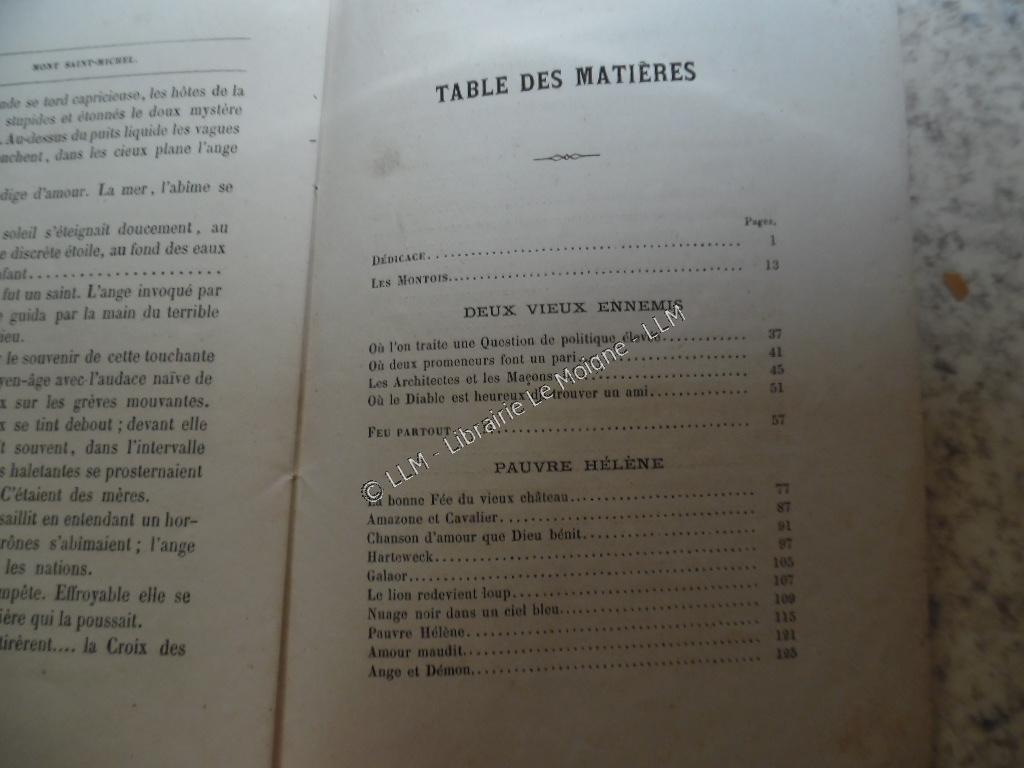 MONT SAINT-MICHEL.
nde se tord capricieuse, les hôtes de la
stupides et étonnés le doux mystère
. Au-dessus du puits liquide les vagues
nchent, dans les cieux plane l'ange
dige d'amour. La mer, l'abîme se
soleil s'éteignait doucement, au
e discrète étoile, au fond des eaux
nfant......................
fut un saint. L'ange invoqué par
e guida par la main du terrible
ieu.
r le souvenir de cette touchante
yen-âge avec l'audace naïve de
x sur les grèves mouvantes.
x se tint debout; devant elle
t souvent, dans l'intervalle
s haletantes se prosternaient
C'étaient des mères.
saillit en entendant un hor-
rônes s'abîmaient; l'ange
les nations.
mpête. Effroyable elle se
ière qui la poussait.
tirèrent.... la Croix des
TABLE DES MATIÈRES
Pages.
DÉDICACE. 1
LES MONTOIS. 13
DEUX VIEUX ENNEMIS
Où l'on traite une Question de politique 37
Où deux promeneurs font un pari. 41
Les Architectes et les Maçons. 45
Où le Diable est heureux de trouver un ami. 51
FEU PARTOUT. 57
PAUVRE HÉLÈNE
La bonne Fée du vieux château. 77
Amazone et Cavalier. 87
Chanson d'amour que Dieu bénit. 91
Harteweck. 97
Galaor. 105
Le lion redevient loup. 107
Nuage noir dans un ciel bleu. 109
Pauvre Hélène. 115
Amour maudit. 121
Ange et Démon. 125
© LLM - Librairie Le Moigne - LLM